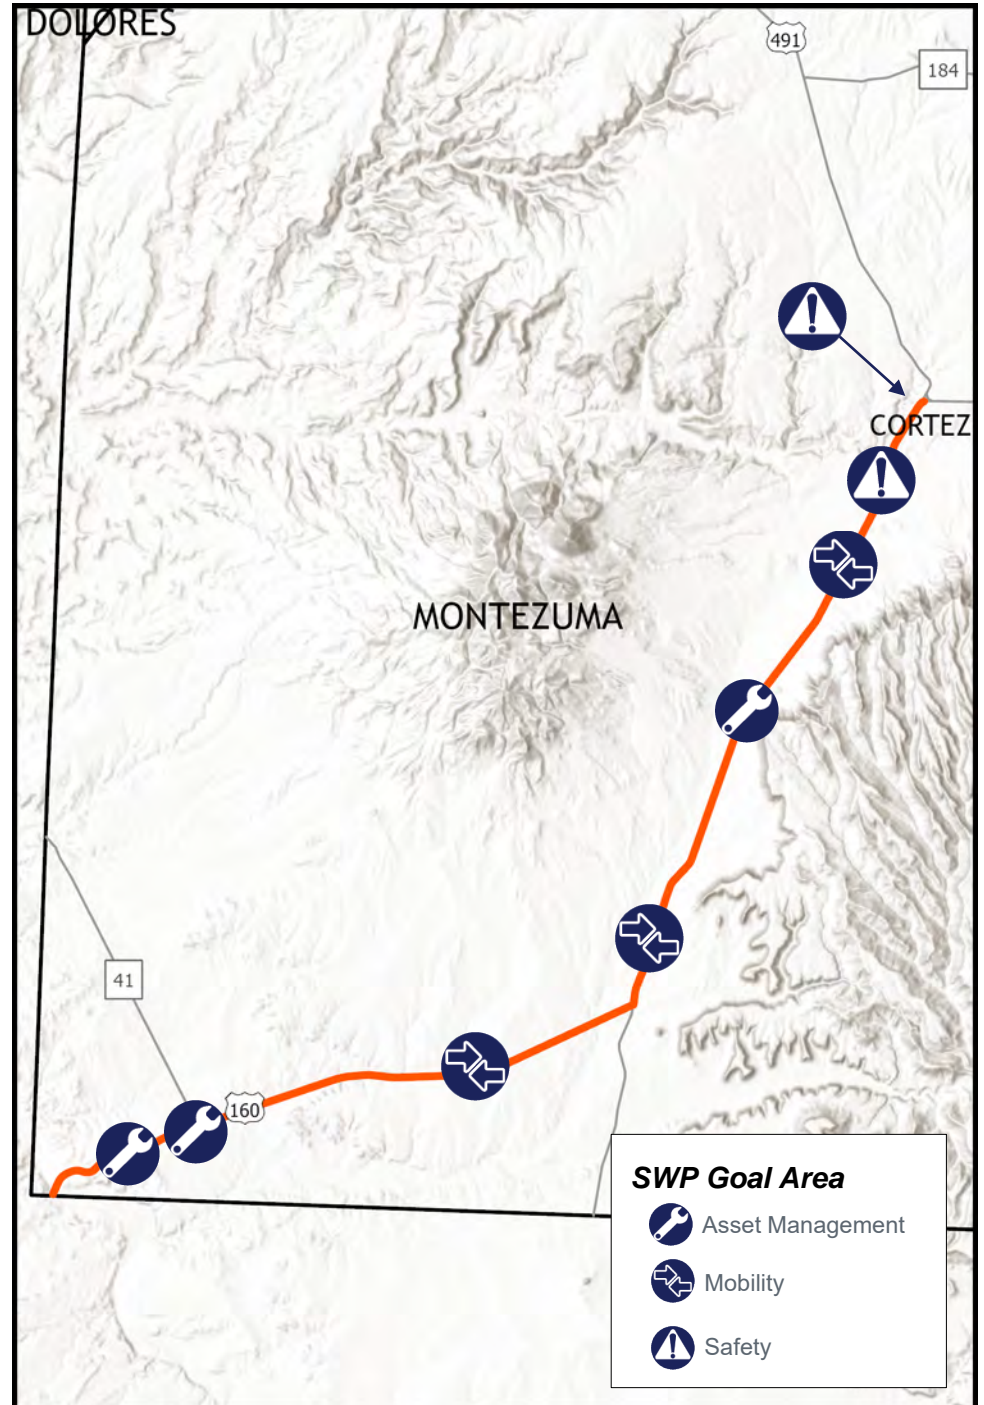 DOLORES
491
184
CORTEZ
MONTEZUMA
41
160
SWP Goal Area
Asset Management
Mobility
Safety